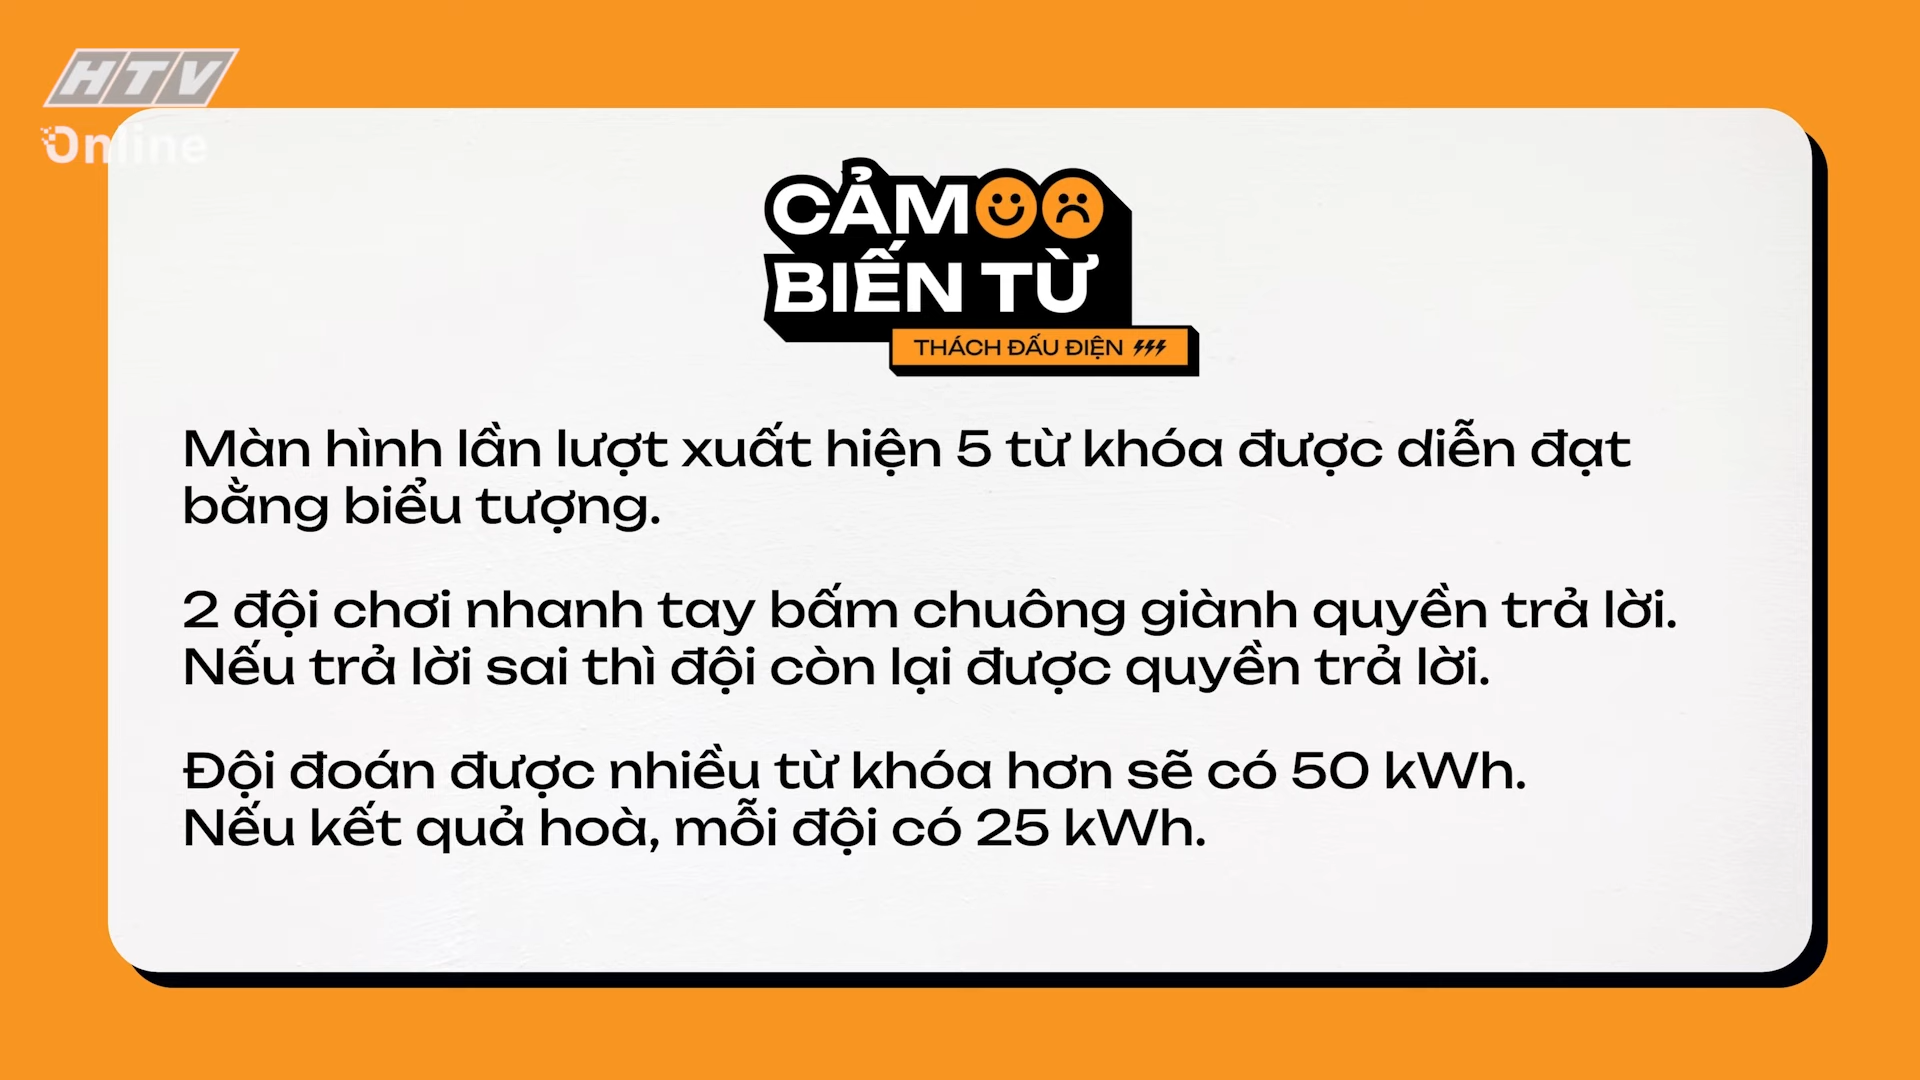 HTV
Online
CẢM
BIẾN TỪ
THÁCH ĐẤU ĐIỆN
Màn hình lần lượt xuất hiện 5 từ khóa được diễn đạt
bằng biểu tượng.
2 đội chơi nhanh tay bấm chuông giành quyền trả lời.
Nếu trả lời sai thì đội còn lại được quyền trả lời.
Đội đoán được nhiều từ khóa hơn sẽ có 50 kWh.
Nếu kết quả hoà, mỗi đội có 25 kWh.